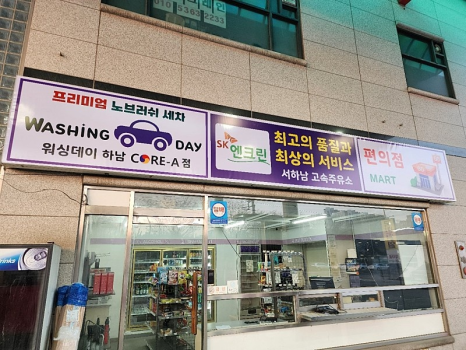 프리미엄 노브러쉬 세차
WASHING DAY
워싱데이 하남 CORE-A 점
SK 엔크린
최고의 품질과
최상의 서비스
서하남 고속주유소
편의점
MART